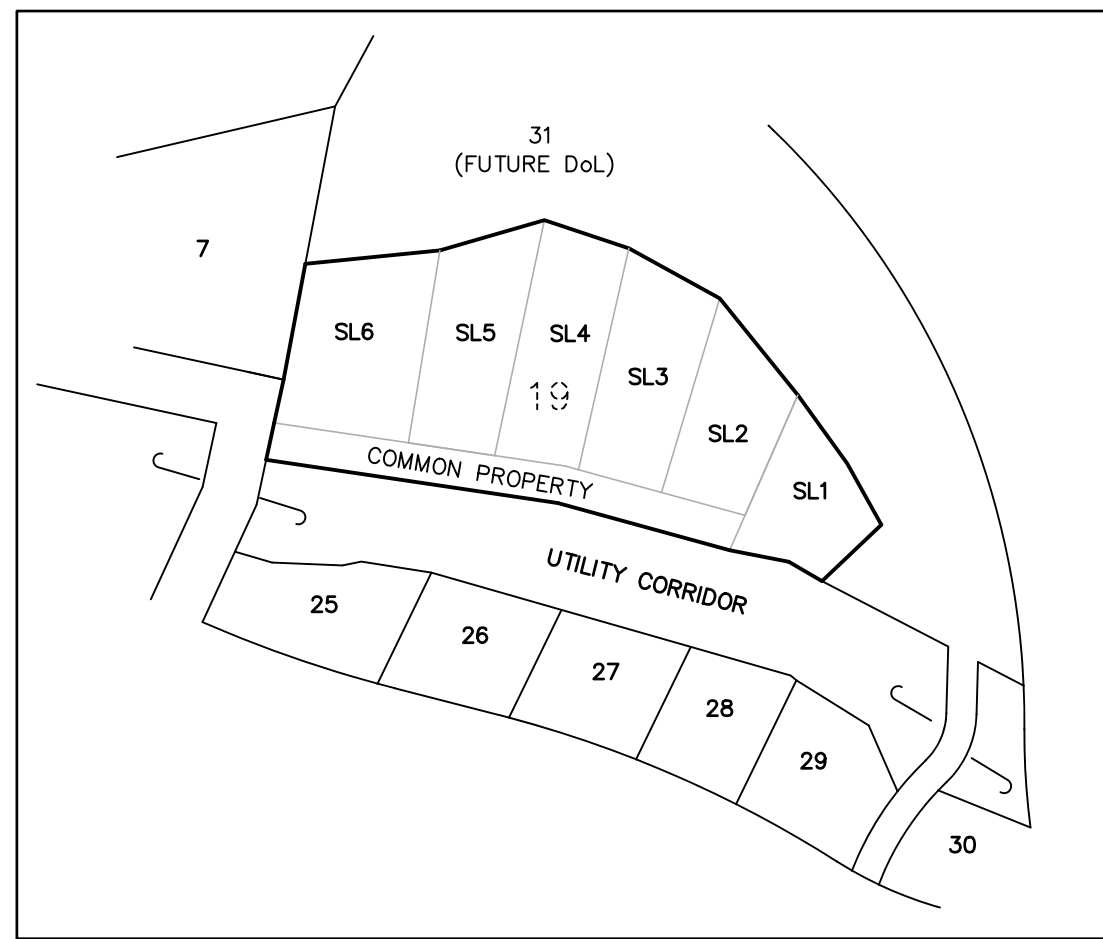 31
(FUTURE DoL)
7
SL6
SL5
SL4
SL3
19
SL2
SL1
COMMON PROPERTY
UTILITY CORRIDOR
25
26
27
28
29
30